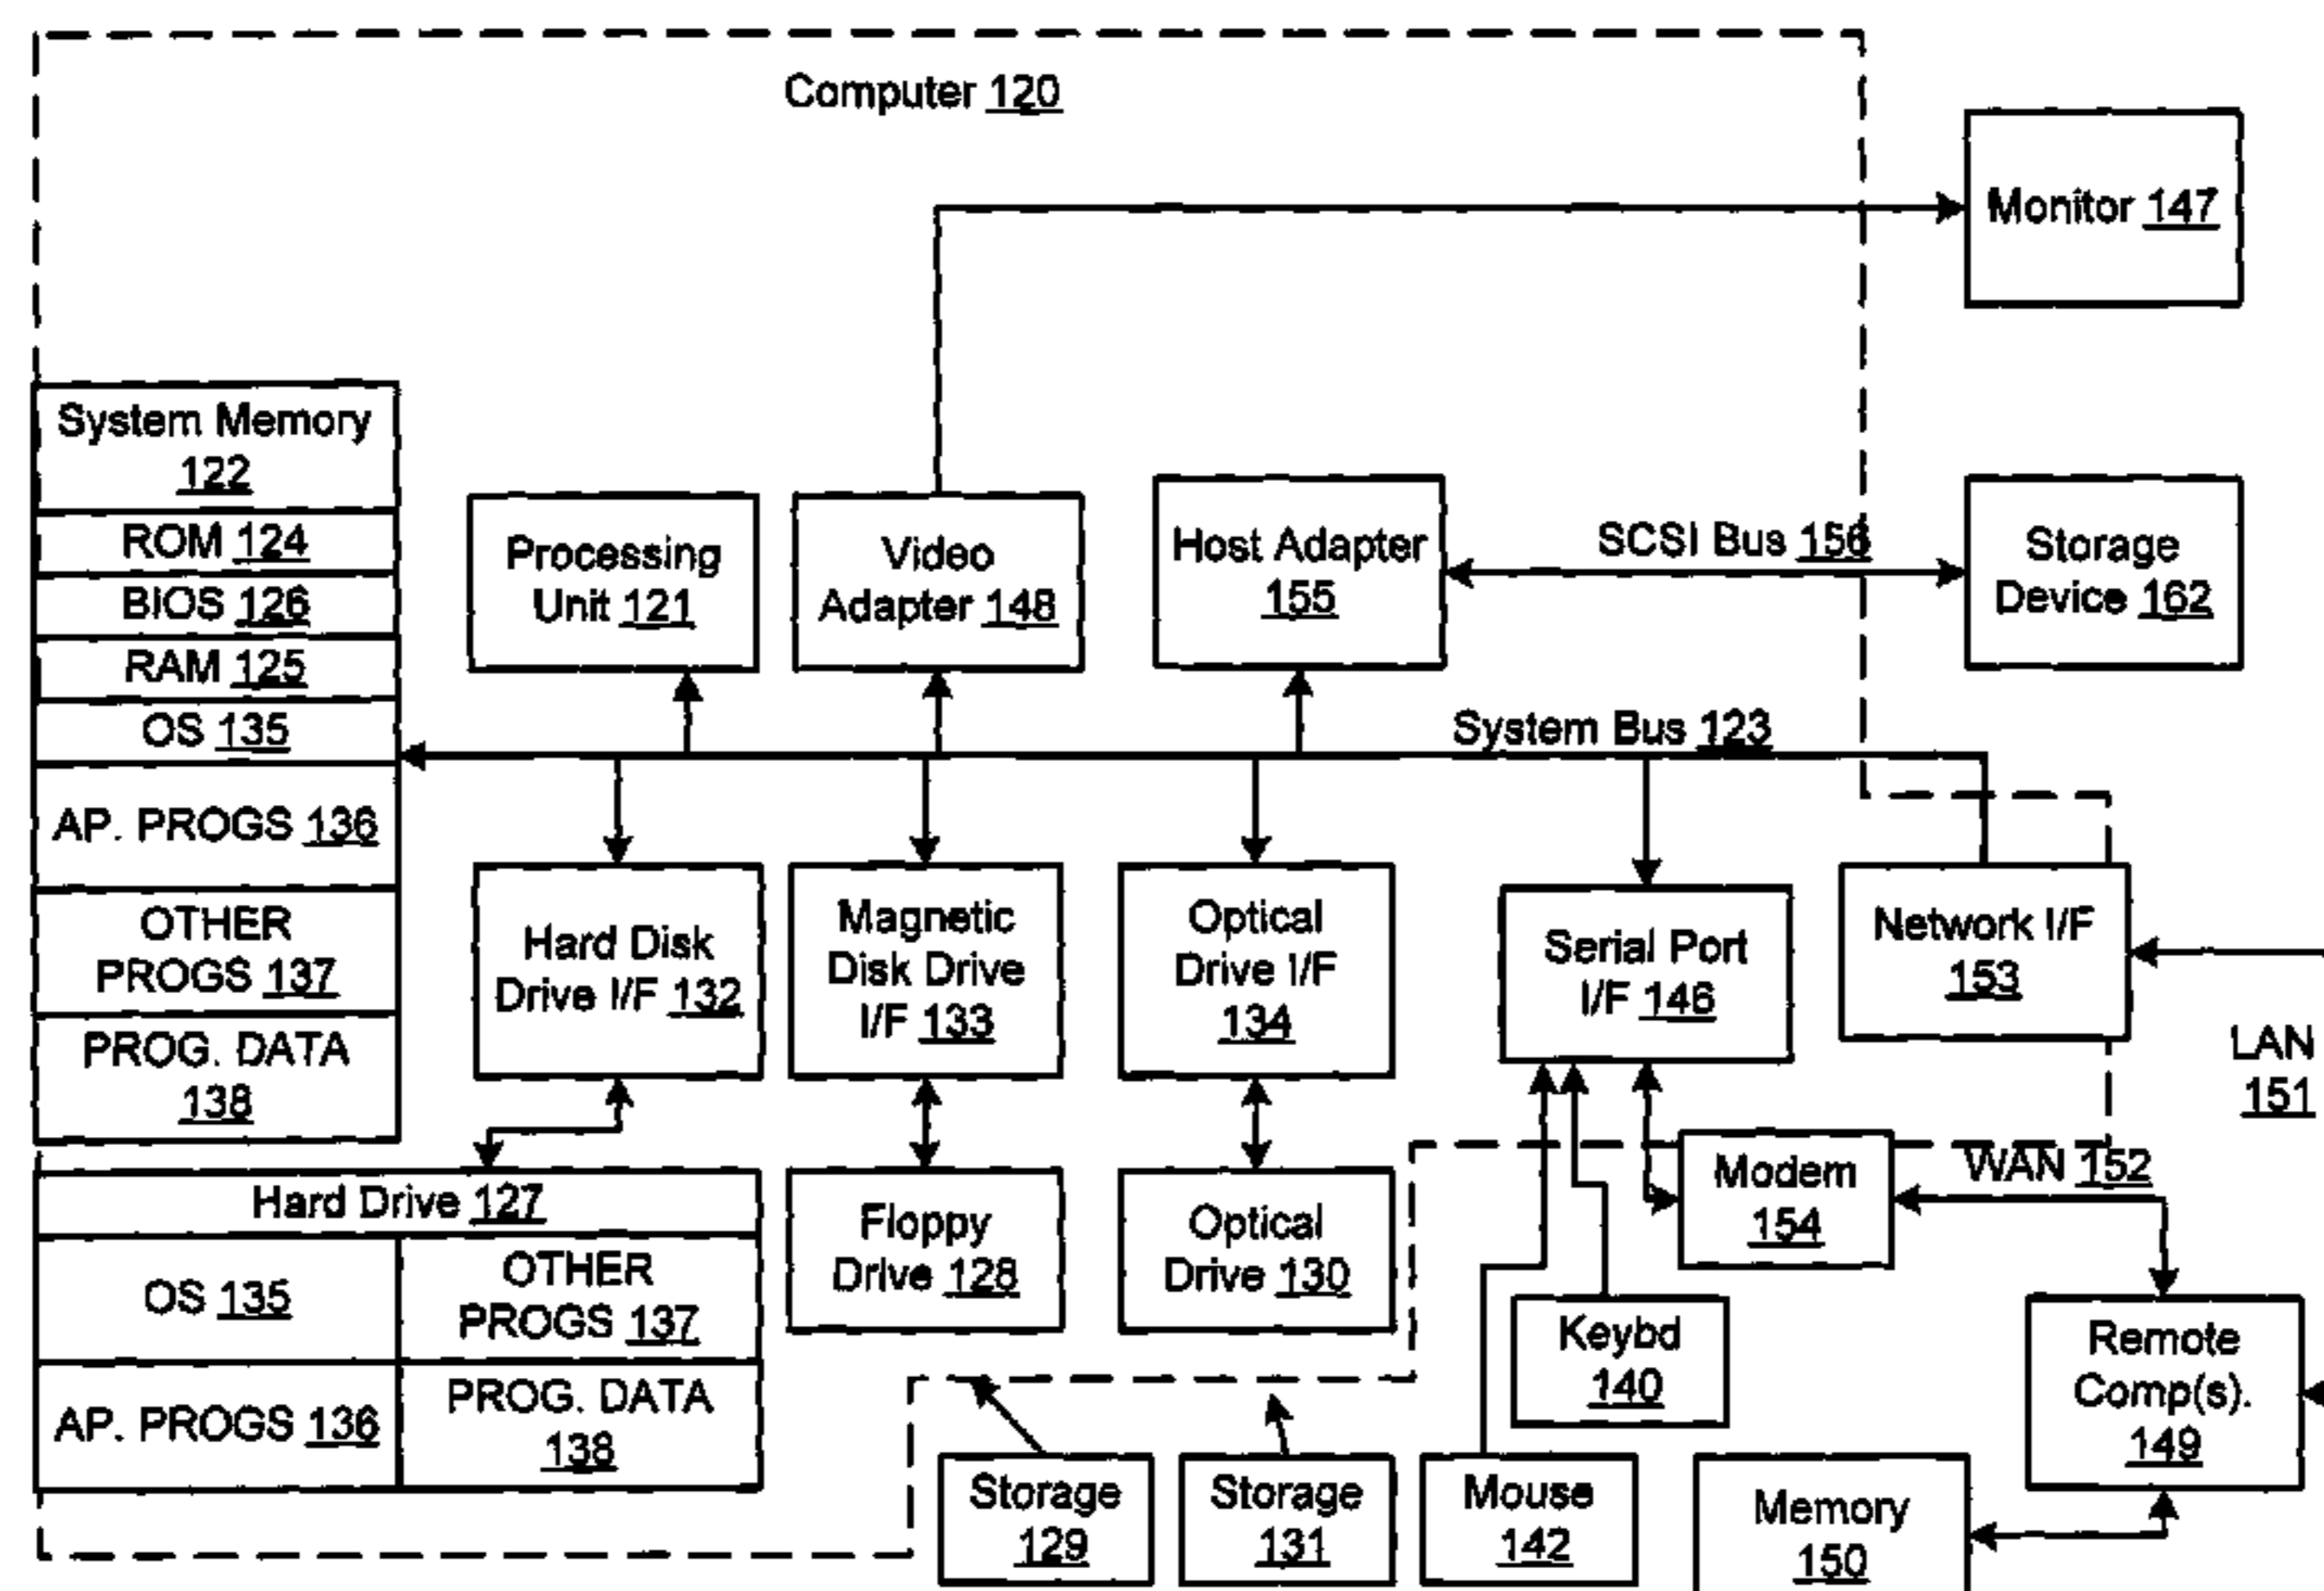 Computer 120
Monitor 147
System Memory
122
ROM 124
BIOS 126
RAM 125
OS 135
AP. PROGS 136
OTHER
PROGS 137
PROG. DATA
138
Processing
Unit 121
Video
Adapter 148
Host Adapter
155
SCSI Bus 156
Storage
Device 162
System Bus 123
Hard Disk
Drive I/F 132
Magnetic
Disk Drive
I/F 133
Optical
Drive I/F
134
Serial Port
I/F 146
Network I/F
153
LAN
151
Hard Drive 127
OS 135
OTHER
PROGS 137
AP. PROGS 136
PROG. DATA
138
Floppy
Drive 128
Optical
Drive 130
Modem
154
WAN 152
Keybd
140
Remote
Comp(s).
149
Storage
129
Storage
131
Mouse
142
Memory
150